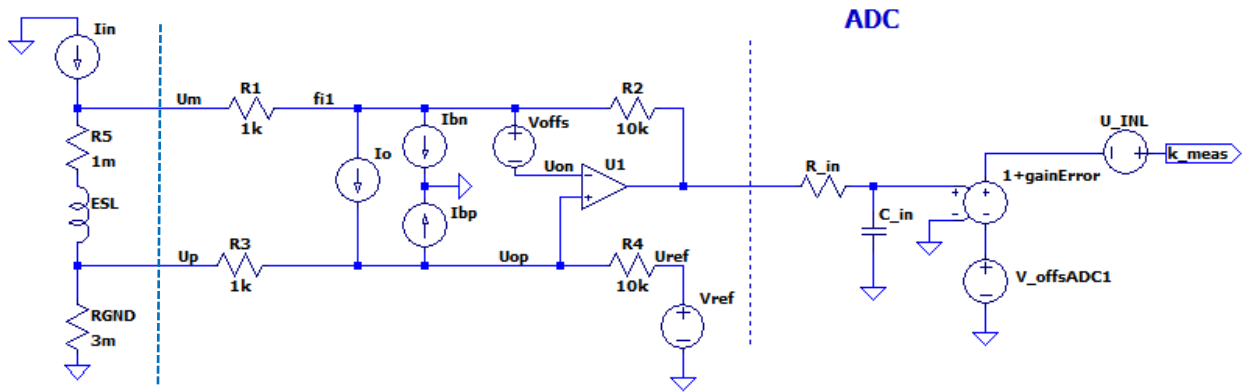 ADC
Iin
Um
R1
1k
fi1
Ibn
Voffs
R2
10k
U_INL
k_meas
R5
1m
Io
Uon
U1
R_in
1+gainError
ESL
Ibp
C_in
Up
R3
1k
Uop
R4
10k
Uref
Vref
V_offsADC1
RGND
3m